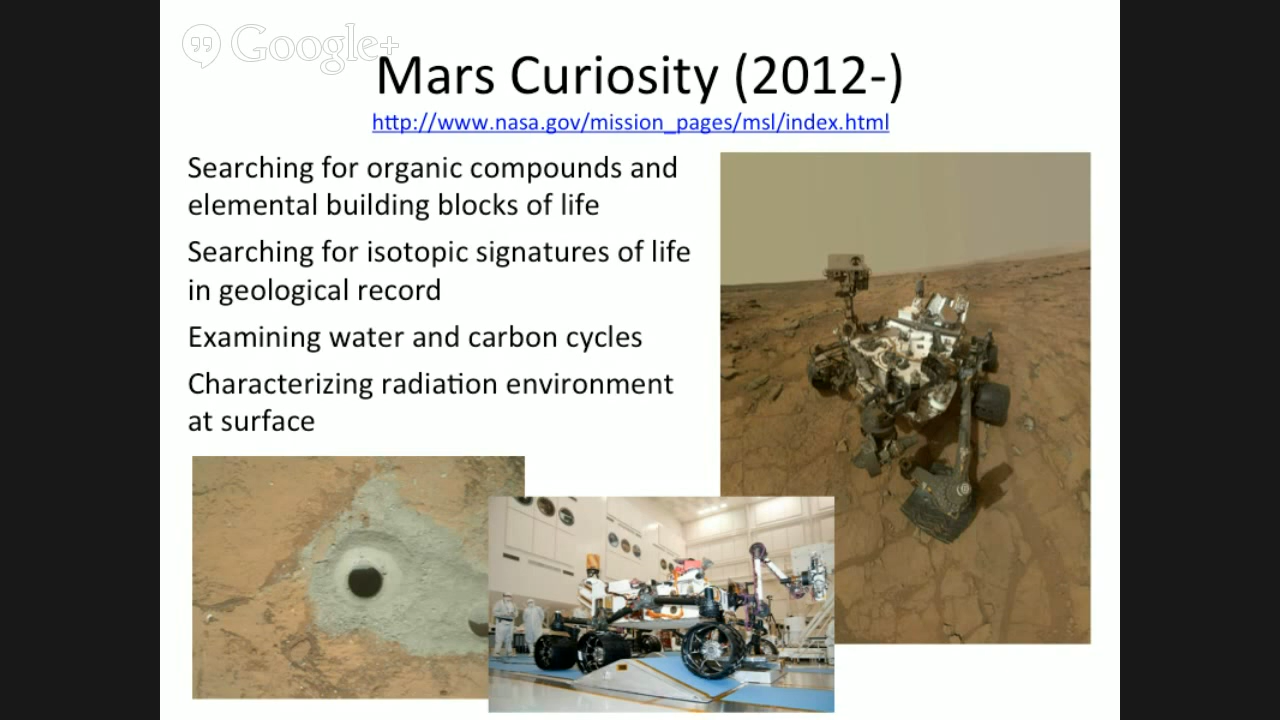 Google+
Mars Curiosity (2012-)
http://www.nasa.gov/mission_pages/msl/index.html
Searching for organic compounds and
elemental building blocks of life
Searching for isotopic signatures of life
in geological record
Examining water and carbon cycles
Characterizing radiation environment
at surface